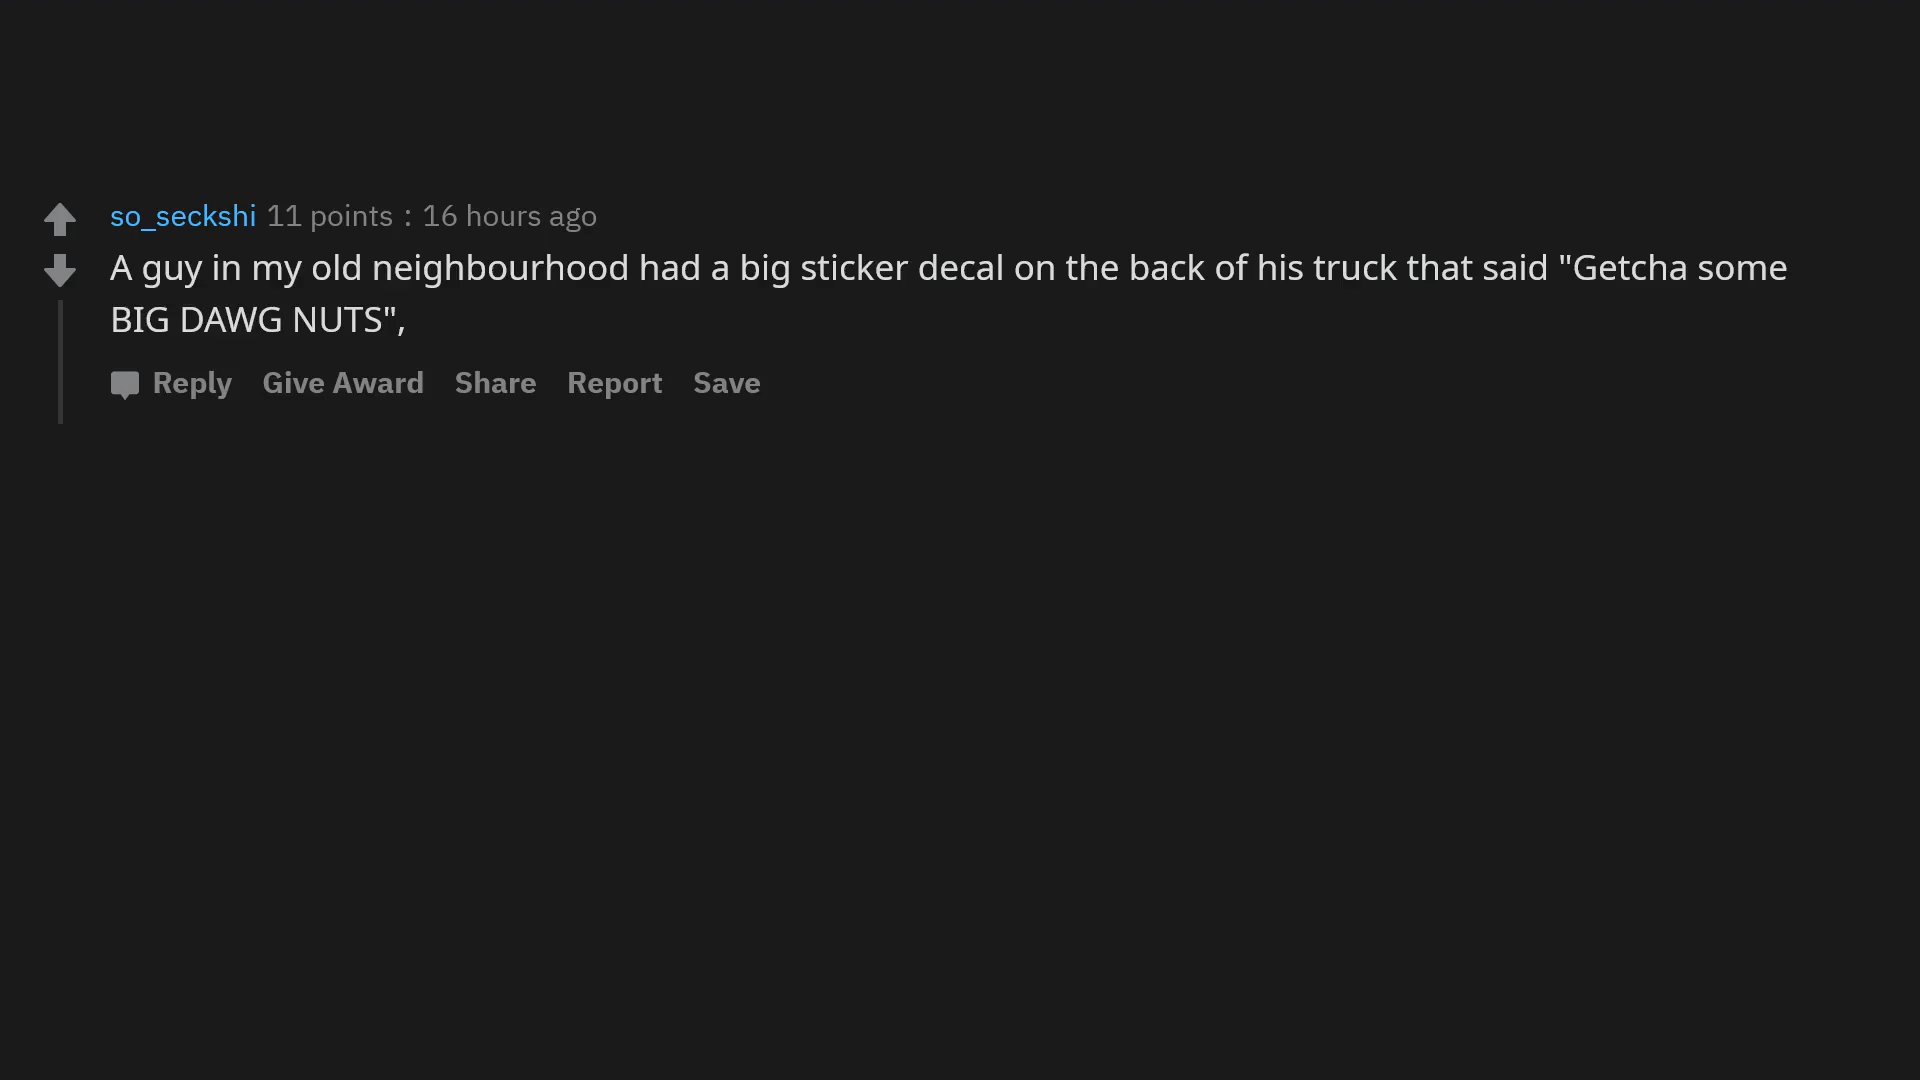 so_seckshi 11 points : 16 hours ago
A guy in my old neighbourhood had a big sticker decal on the back of his truck that said "Getcha some
BIG DAWG NUTS",
Reply Give Award Share Report Save